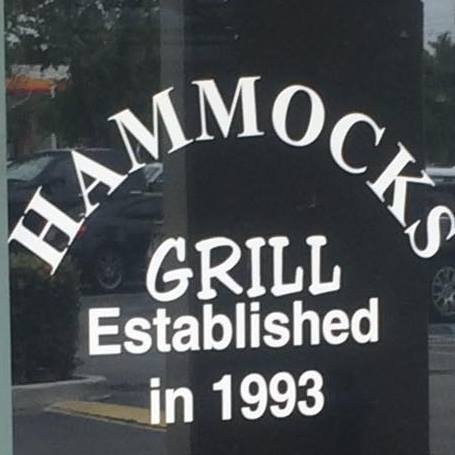 HAMMOCKS
GRILL
Established
in 1993